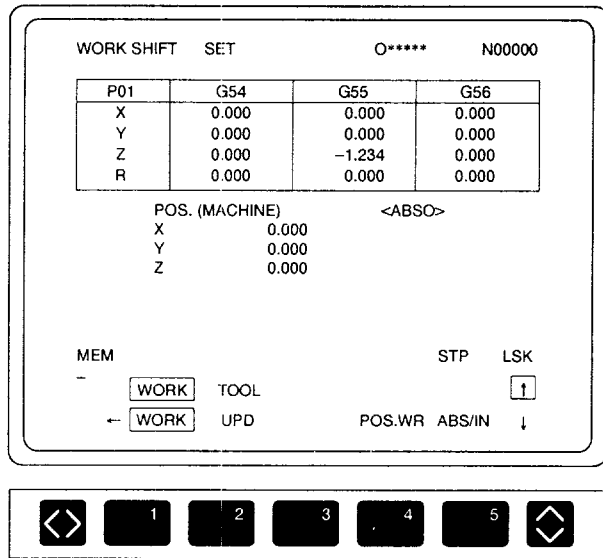 WORK SHIFT SET O***** N00000
P01 G54 G55 G56
X 0.000 0.000 0.000
Y 0.000 0.000 0.000
Z 0.000 −1.234 0.000
R 0.000 0.000 0.000
POS. (MACHINE) <ABSO>
X 0.000
Y 0.000
Z 0.000
MEM STP LSK
WORK TOOL ↑
← WORK UPD POS.WR ABS/IN ↓
1 2 3 4 5